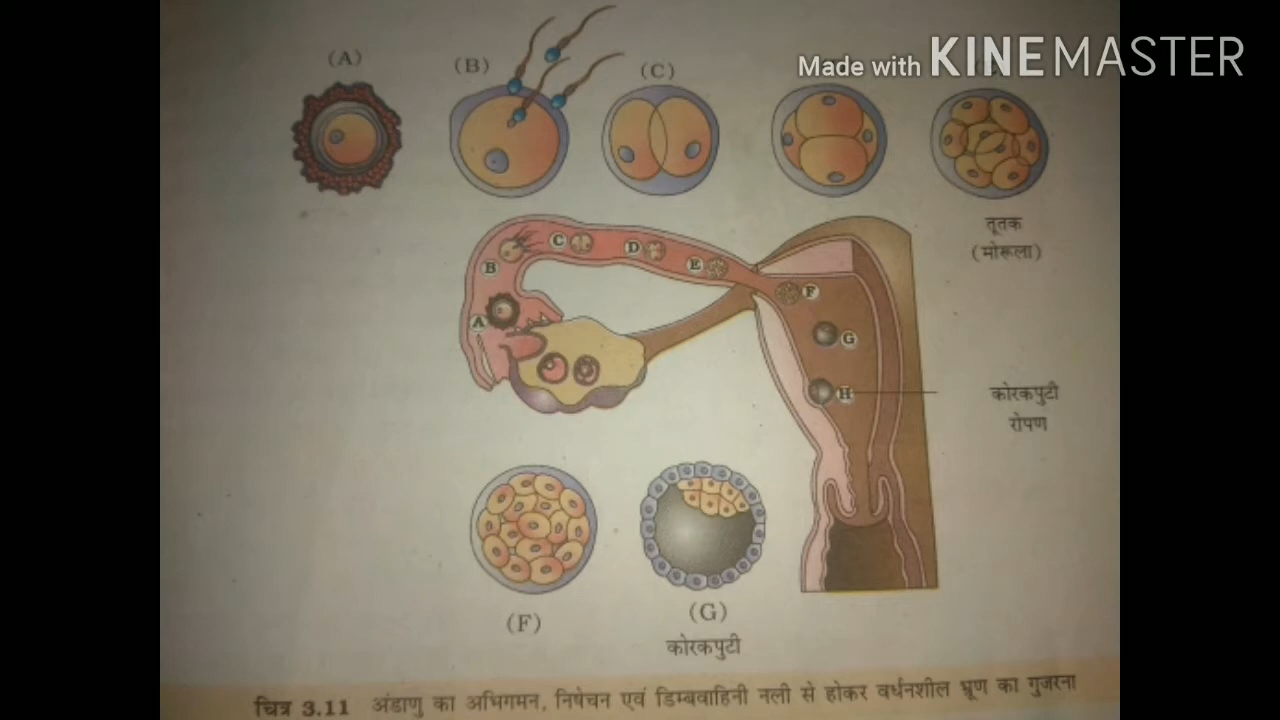 Made with KINEMASTER
(A)
(B)
(C)
तूतक
(मोरूला)
C
D
B
E
F
A
G
H
कोरकपुटी
रोपण
(F)
(G)
कोरकपुटी
चित्र 3.11 अंडाणु का अभिगमन, निषेचन एवं डिम्बवाहिनी नली से होकर वर्धनशील भ्रूण का गुजरना